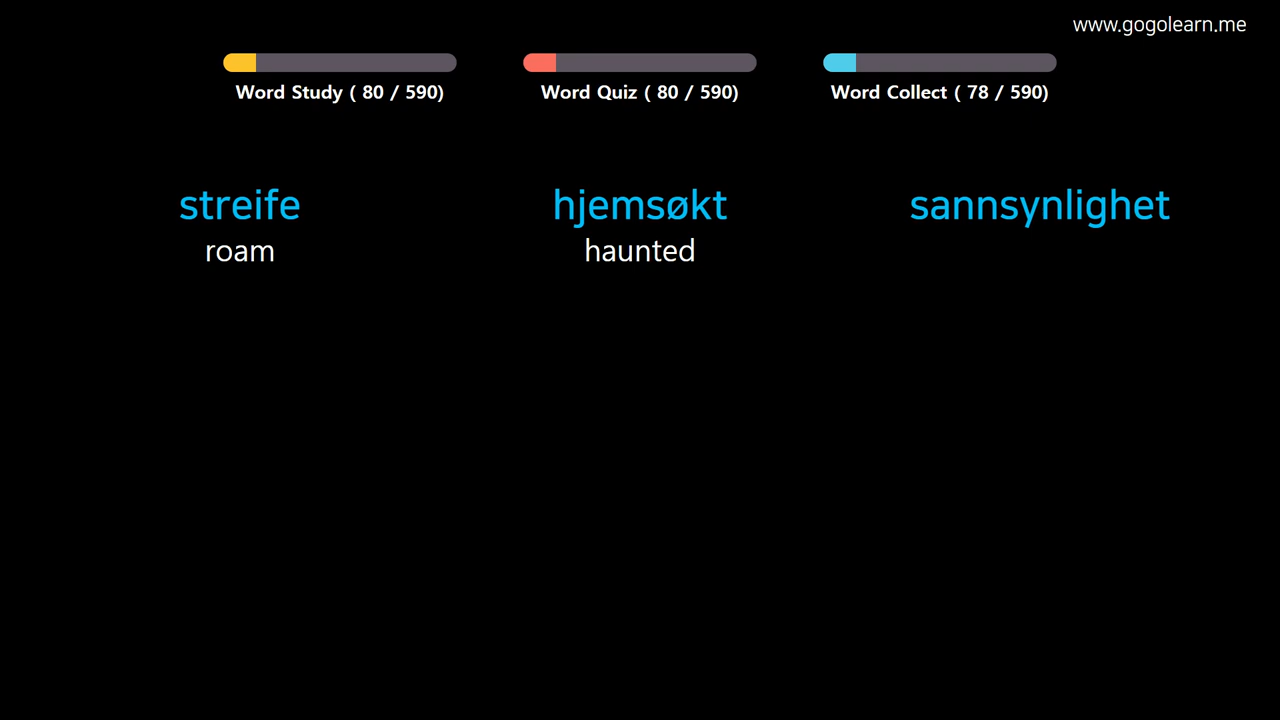 www.gogolearn.me
Word Study ( 80 / 590)
Word Quiz ( 80 / 590)
Word Collect ( 78 / 590)
streife
roam
hjemsøkt
haunted
sannsynlighet